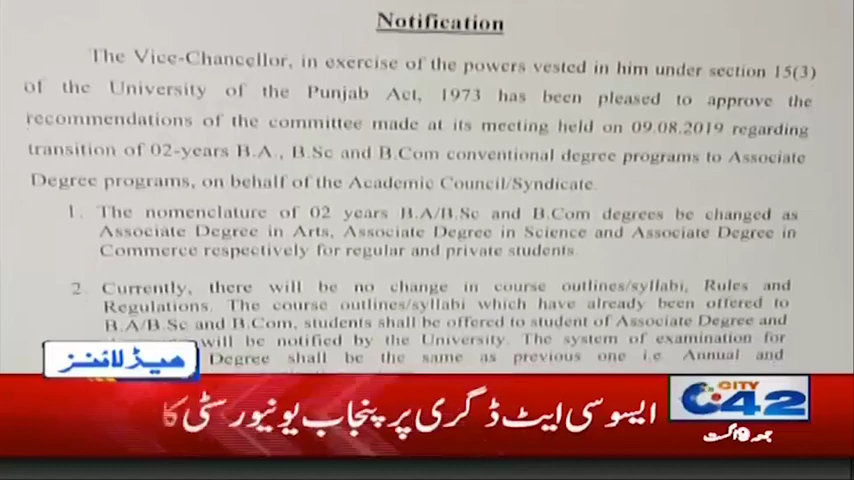 Notification
The Vice-Chancellor, in exercise of the powers vested in him under section 15(3)
of the University of the Punjab Act, 1973 has been pleased to approve the
recommendations of the committee made at its meeting held on 09.08.2019 regarding
transition of 02-years B.A., B.Sc and B.Com conventional degree programs to Associate
Degree programs, on behalf of the Academic Council/Syndicate.
1. The nomenclature of 02 years B.A/B.Sc and B.Com degrees be changed as
Associate Degree in Arts, Associate Degree in Science and Associate Degree in
Commerce respectively for regular and private students.
2. Currently, there will be no change in course outlines/syllabi, Rules and
Regulations. The course outlines/syllabi which have already been offered to
B.A/B.Sc and B.Com, students shall be offered to student of Associate Degree and
will be notified by the University. The system of examination for
Degree shall be the same as previous one i.e Annual and
ہیڈلائنز
ایسوسی ایٹ ڈگری پر پنجاب یونیورسٹی کا
CITY
42
جمعہ 9 اگست